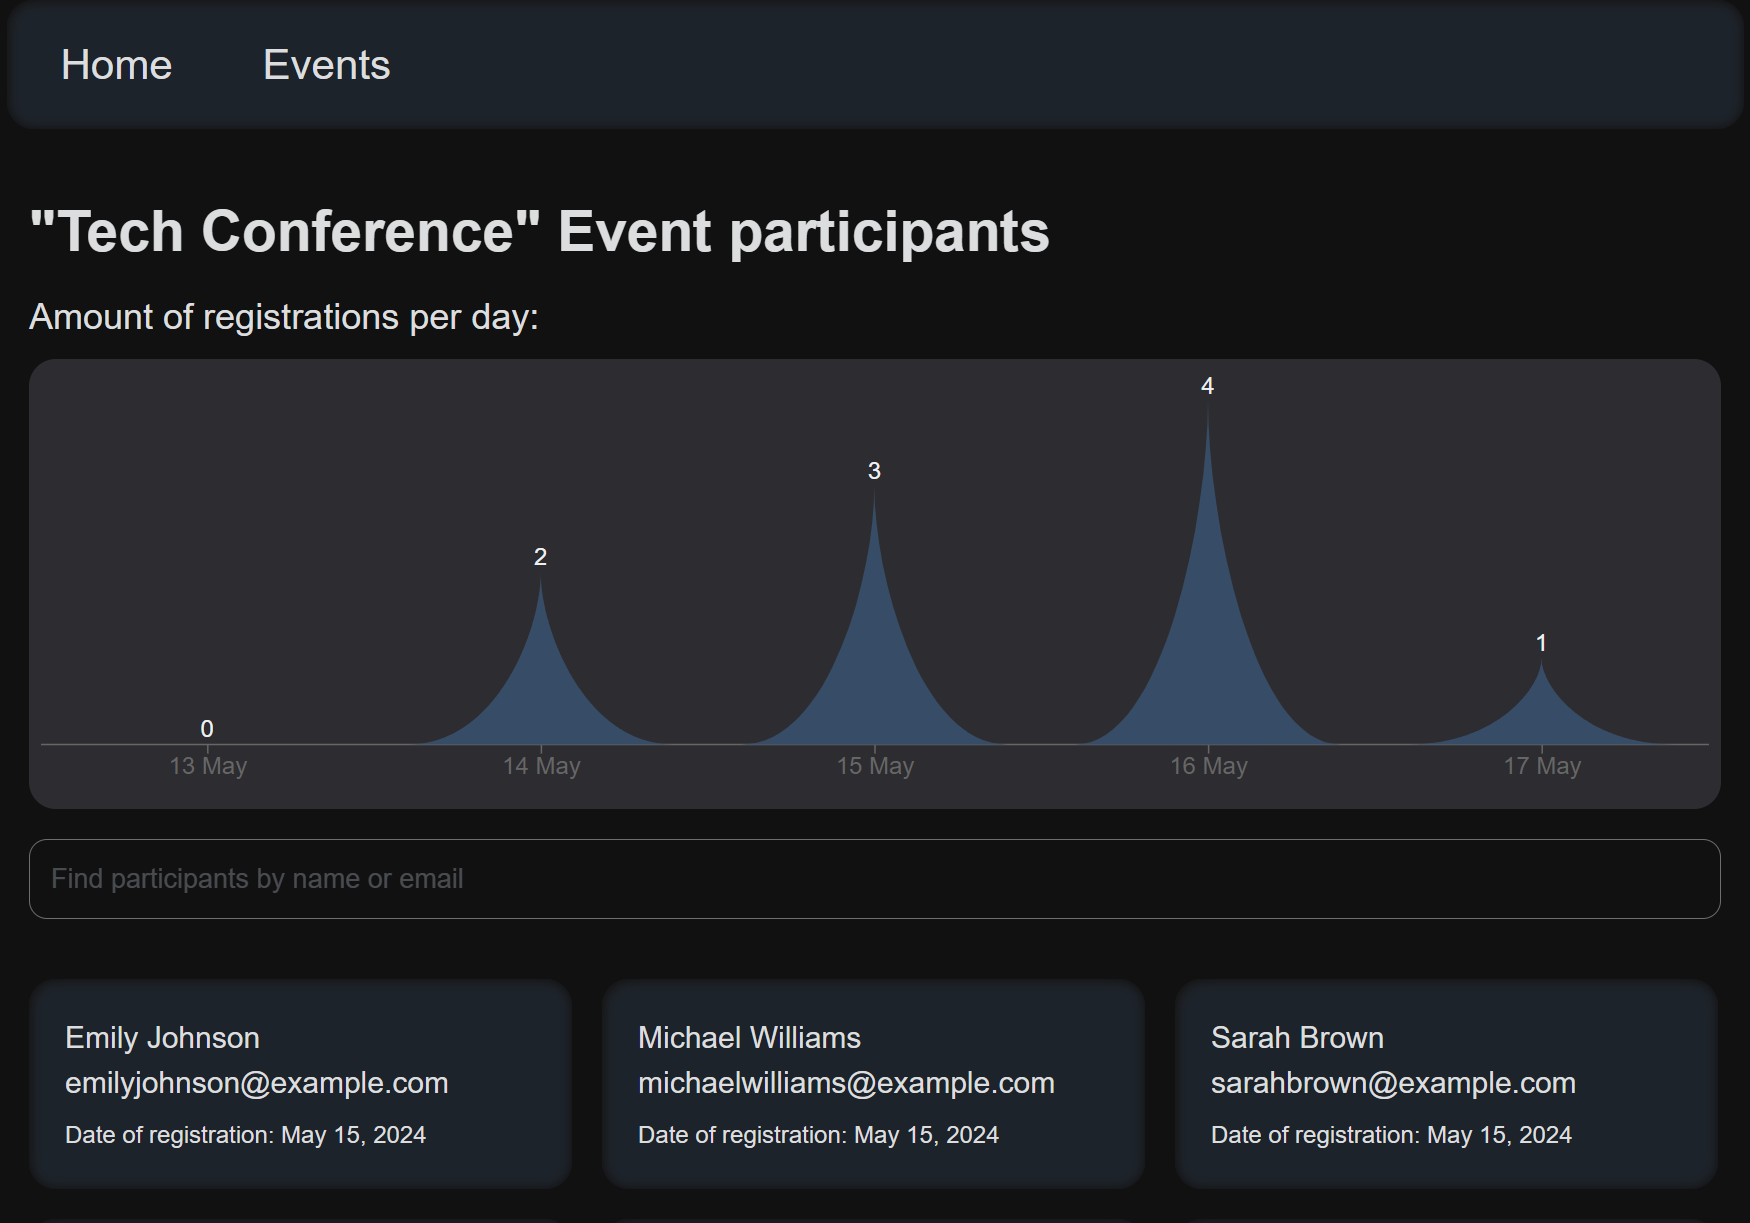 Home Events
"Tech Conference" Event participants
Amount of registrations per day:
4
3
2
1
0
13 May 14 May 15 May 16 May 17 May
Find participants by name or email
Emily Johnson
emilyjohnson@example.com
Date of registration: May 15, 2024
Michael Williams
michaelwilliams@example.com
Date of registration: May 15, 2024
Sarah Brown
sarahbrown@example.com
Date of registration: May 15, 2024